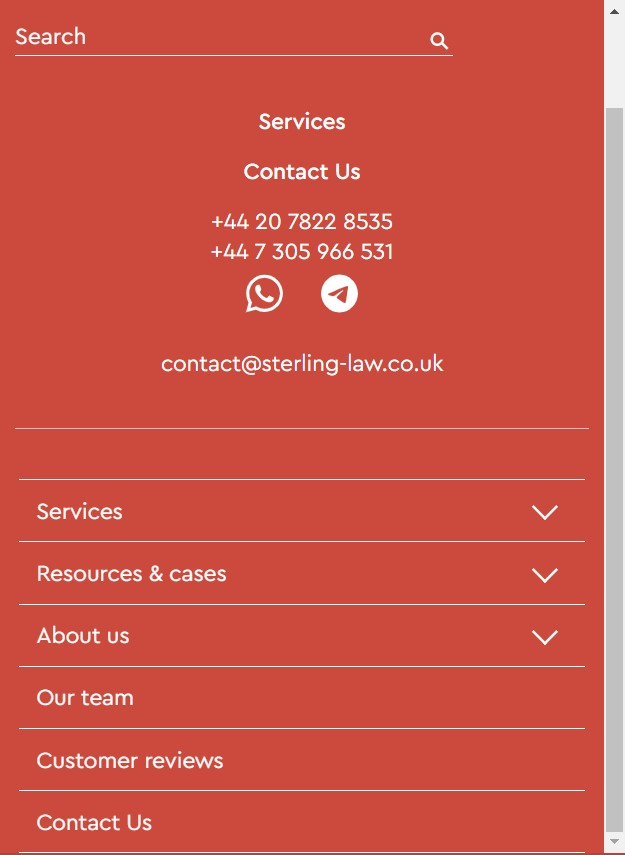 Search
Services
Contact Us
+44 20 7822 8535
+44 7 305 966 531
contact@sterling-law.co.uk
Services
Resources & cases
About us
Our team
Customer reviews
Contact Us